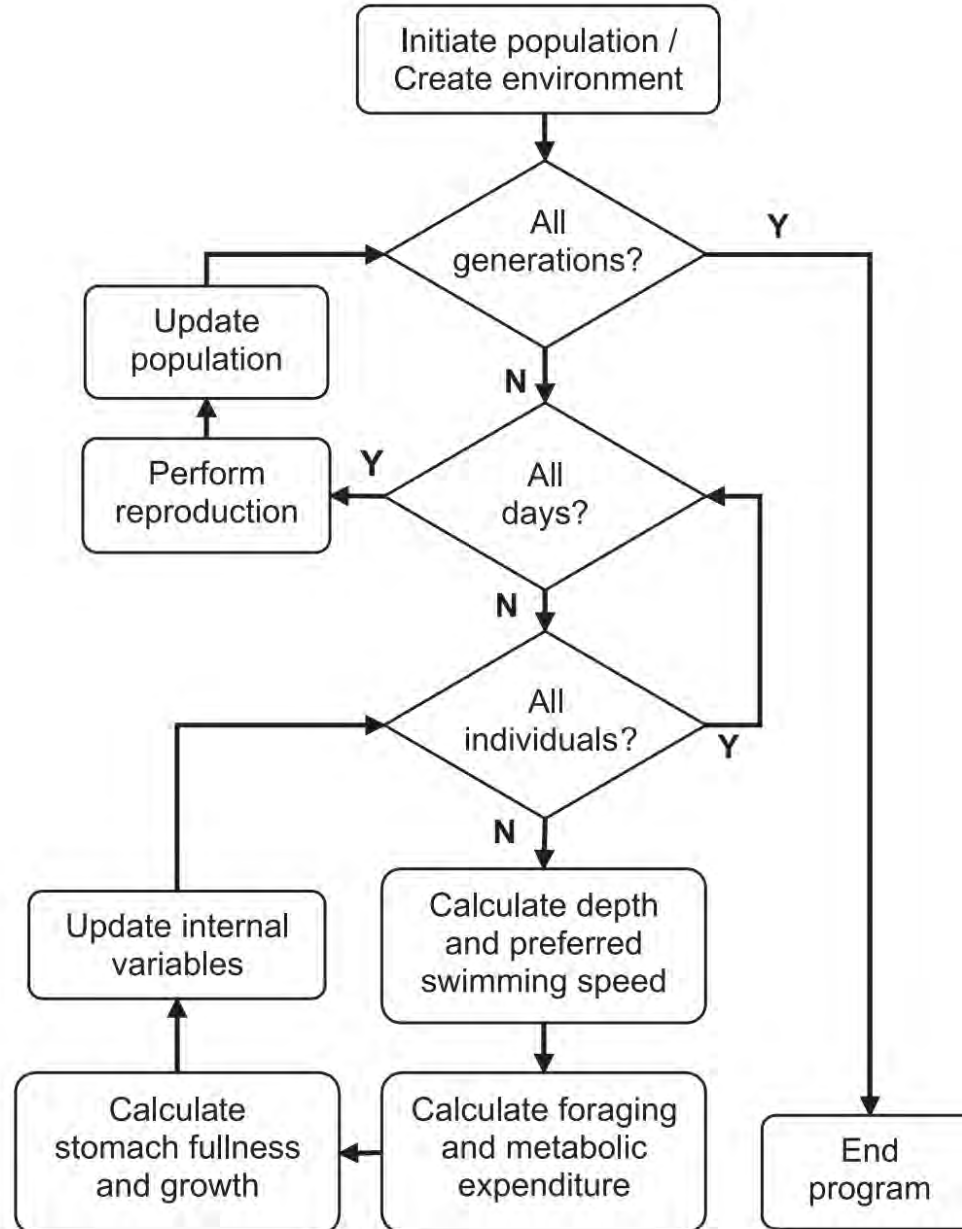 Initiate population /
Create environment
All
generations?
Y
Update
population
N
Perform
reproduction
Y
All
days?
N
All
individuals?
Y
N
Update internal
variables
Calculate depth
and preferred
swimming speed
Calculate
stomach fullness
and growth
Calculate foraging
and metabolic
expenditure
End
program